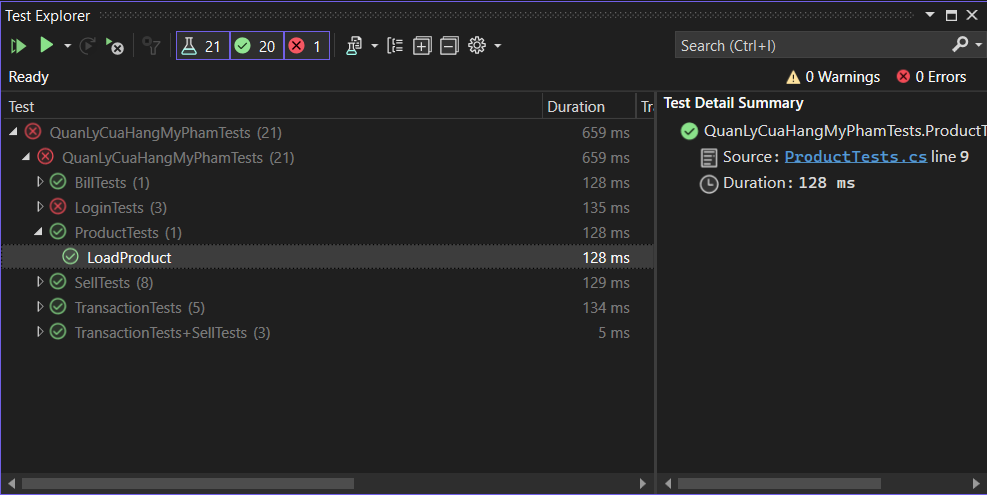 Test Explorer
21 20 1 Search (Ctrl+I)
Ready 0 Warnings 0 Errors
Test Duration Tr
QuanLyCuaHangMyPhamTests (21) 659 ms
QuanLyCuaHangMyPhamTests (21) 659 ms
BillTests (1) 128 ms
LoginTests (3) 135 ms
ProductTests (1) 128 ms
LoadProduct 128 ms
SellTests (8) 129 ms
TransactionTests (5) 134 ms
TransactionTests+SellTests (3) 5 ms
Test Detail Summary
QuanLyCuaHangMyPhamTests.ProductT
Source: ProductTests.cs line 9
Duration: 128 ms